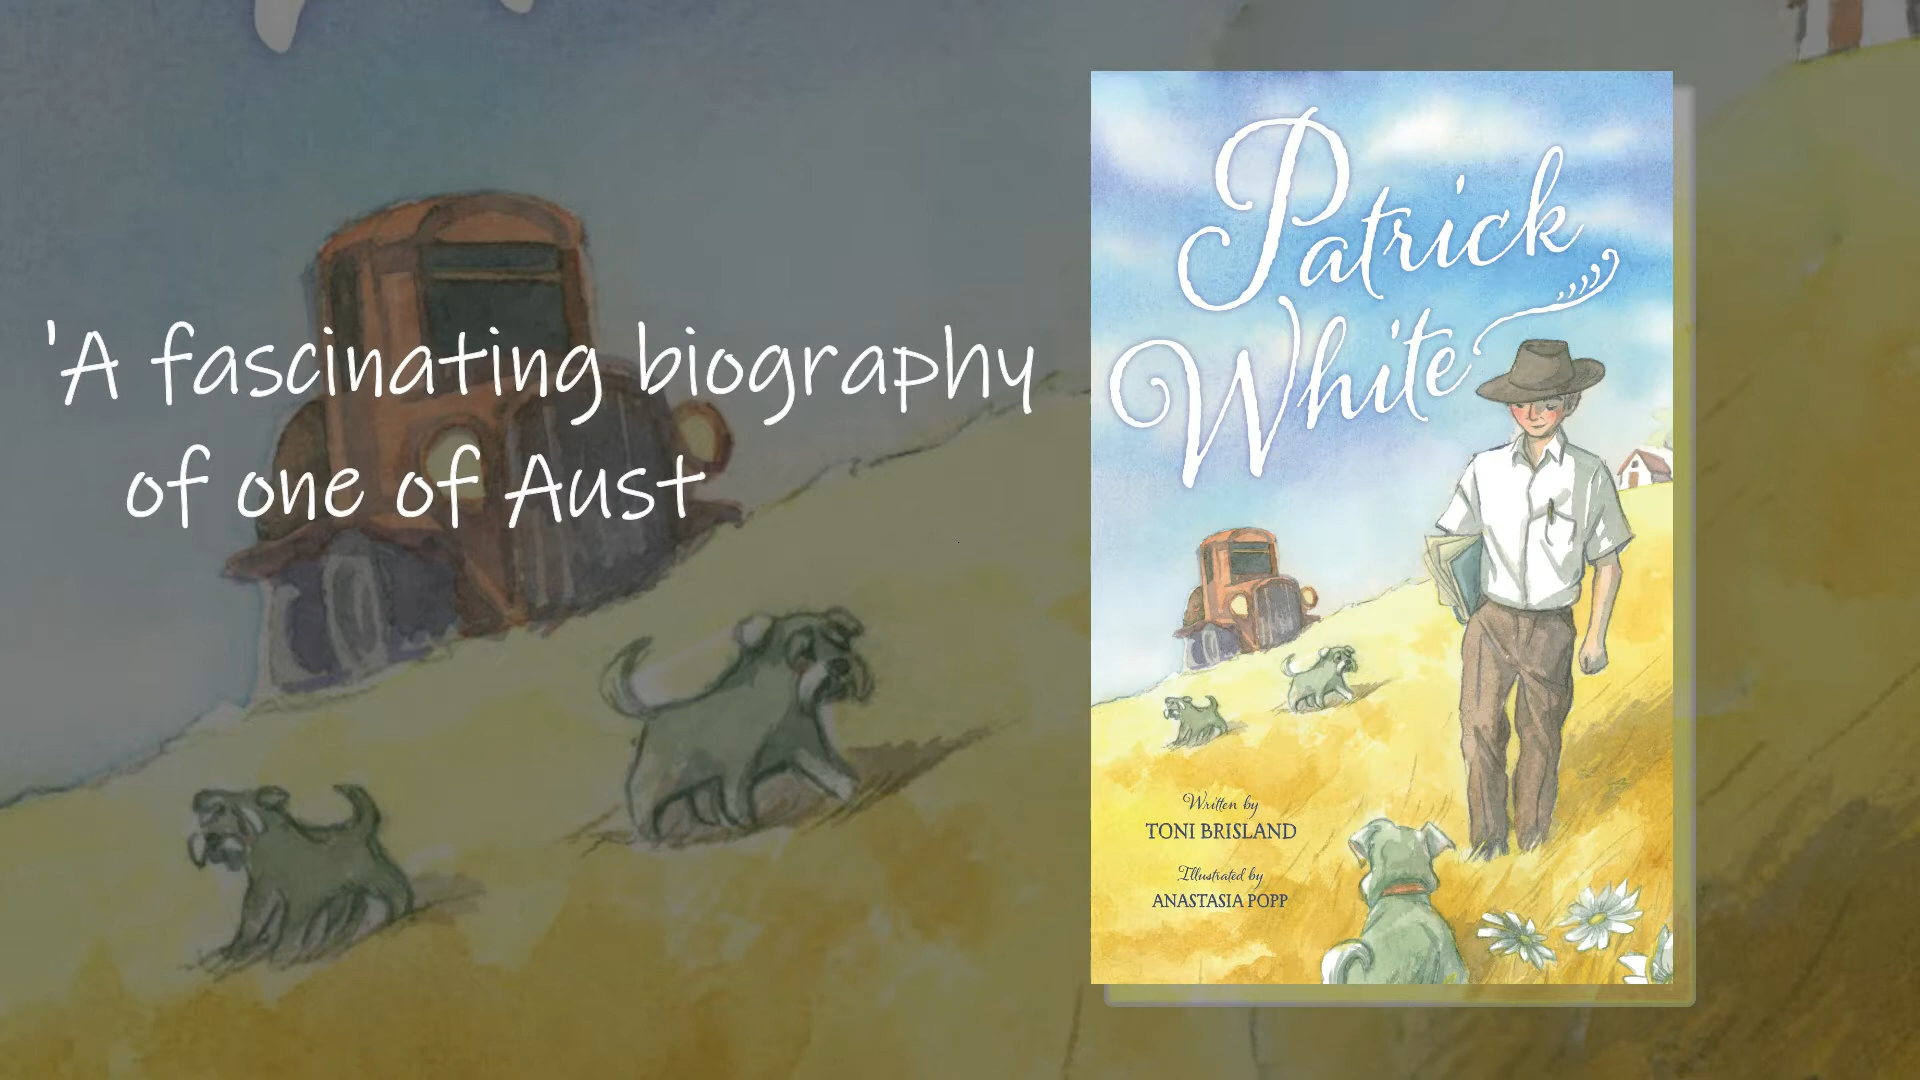 'A fascinating biography
of one of Aust
Patrick
White
Written by
TONI BRISLAND
Illustrated by
ANASTASIA POPP